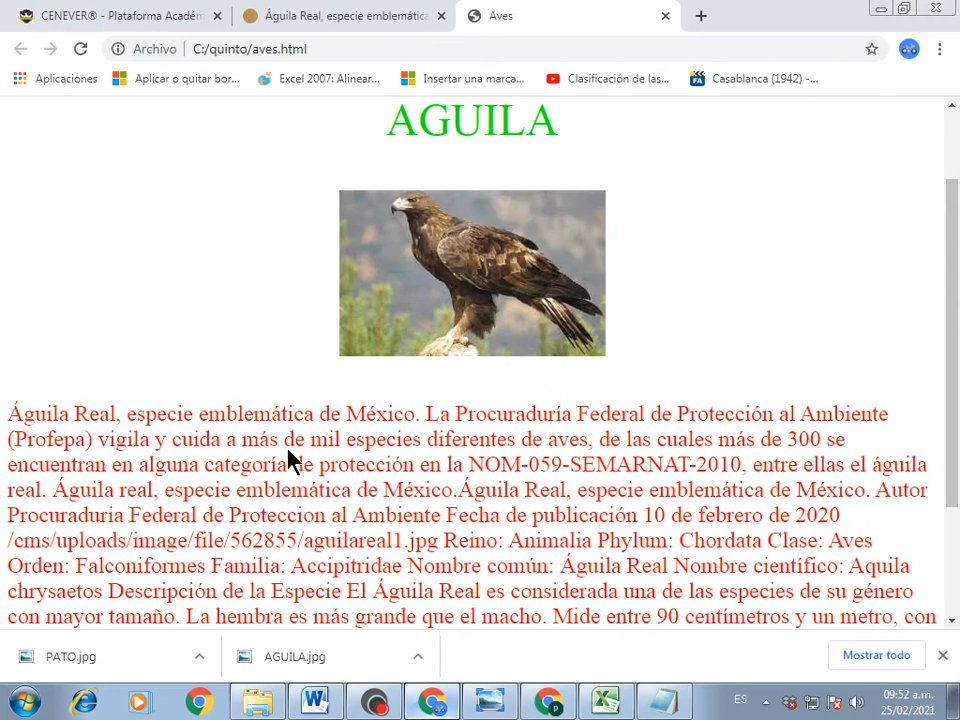 CENEVER® - Plataforma Académ
Águila Real, especie emblemática
Aves
Archivo
C:/quinto/aves.html
Aplicaciones
Aplicar o quitar bor...
Excel 2007: Alinear...
Insertar una marca...
Clasificación de las...
Casablanca (1942) -...
AGUILA
Águila Real, especie emblemática de México. La Procuraduría Federal de Protección al Ambiente
(Profepa) vigila y cuida a más de mil especies diferentes de aves, de las cuales más de 300 se
encuentran en alguna categoría de protección en la NOM-059-SEMARNAT-2010, entre ellas el águila
real. Águila real, especie emblemática de México.Águila Real, especie emblemática de México. Autor
Procuraduria Federal de Proteccion al Ambiente Fecha de publicación 10 de febrero de 2020
/cms/uploads/image/file/562855/aguilareal1.jpg Reino: Animalia Phylum: Chordata Clase: Aves
Orden: Falconiformes Familia: Accipitridae Nombre común: Águila Real Nombre científico: Aquila
chrysaetos Descripción de la Especie El Águila Real es considerada una de las especies de su género
con mayor tamaño. La hembra es más grande que el macho. Mide entre 90 centímetros y un metro, con
PATO.jpg
AGUILA.jpg
Mostrar todo
ES
09:52 a.m.
25/02/2021